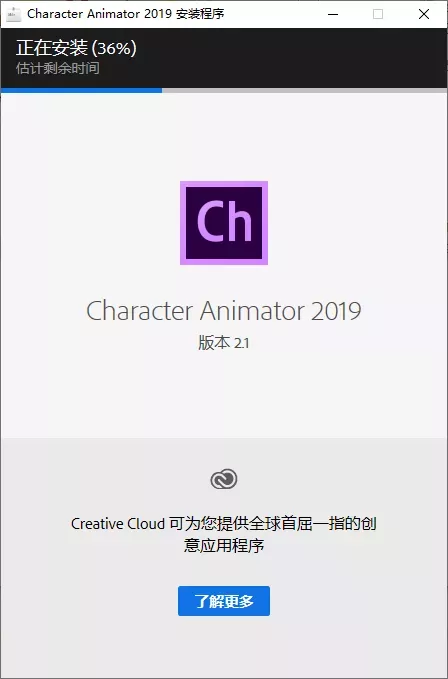 Character Animator 2019 安装程序
正在安装 (36%)
估计剩余时间
Ch
Character Animator 2019
版本 2.1
Creative Cloud 可为您提供全球首屈一指的创
意应用程序
了解更多